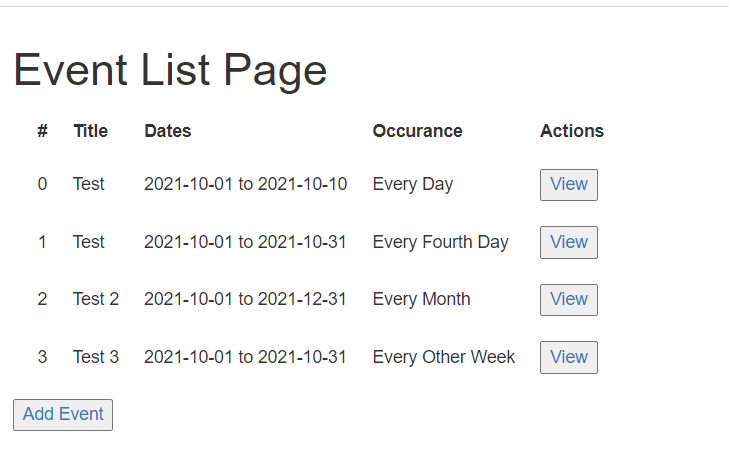 Event List Page
# Title Dates Occurance Actions
0 Test 2021-10-01 to 2021-10-10 Every Day View
1 Test 2021-10-01 to 2021-10-31 Every Fourth Day View
2 Test 2 2021-10-01 to 2021-12-31 Every Month View
3 Test 3 2021-10-01 to 2021-10-31 Every Other Week View
Add Event